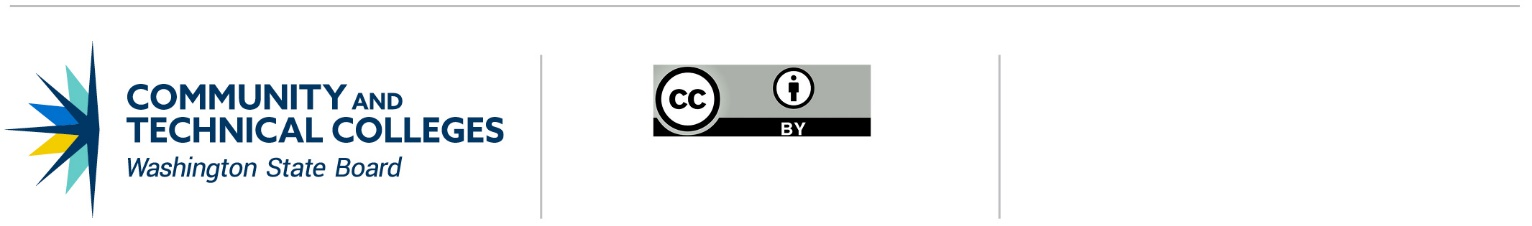 COMMUNITY AND
TECHNICAL COLLEGES
Washington State Board
CC
BY